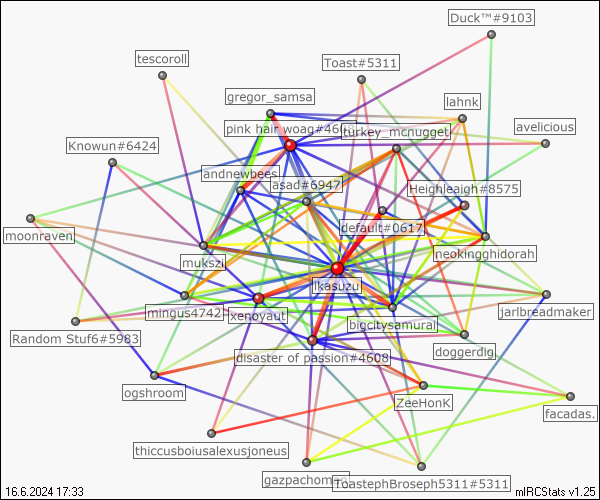 Duck™#9103
tescoroll
Toast#5311
gregor_samsa
lahnk
pink hair woag#46
turkey_mcnugget
avelicious
Knowun#6424
andnewbees
asad#6947
Heighleaigh#8575
default#0617
moonraven
mukszi
neokingghidorah
ikasuzu
mingus4742
xenoyaut
bigcitysamurai
jarlbreadmaker
Random Stuf6#5983
doggerdig
disaster of passion#4608
ogshroom
ZeeHonK
facadas.
thiccusboiusalexusjoneus
ToastephBroseph5311#5311
16.6.2024 17:33
mIRCStats v1.25